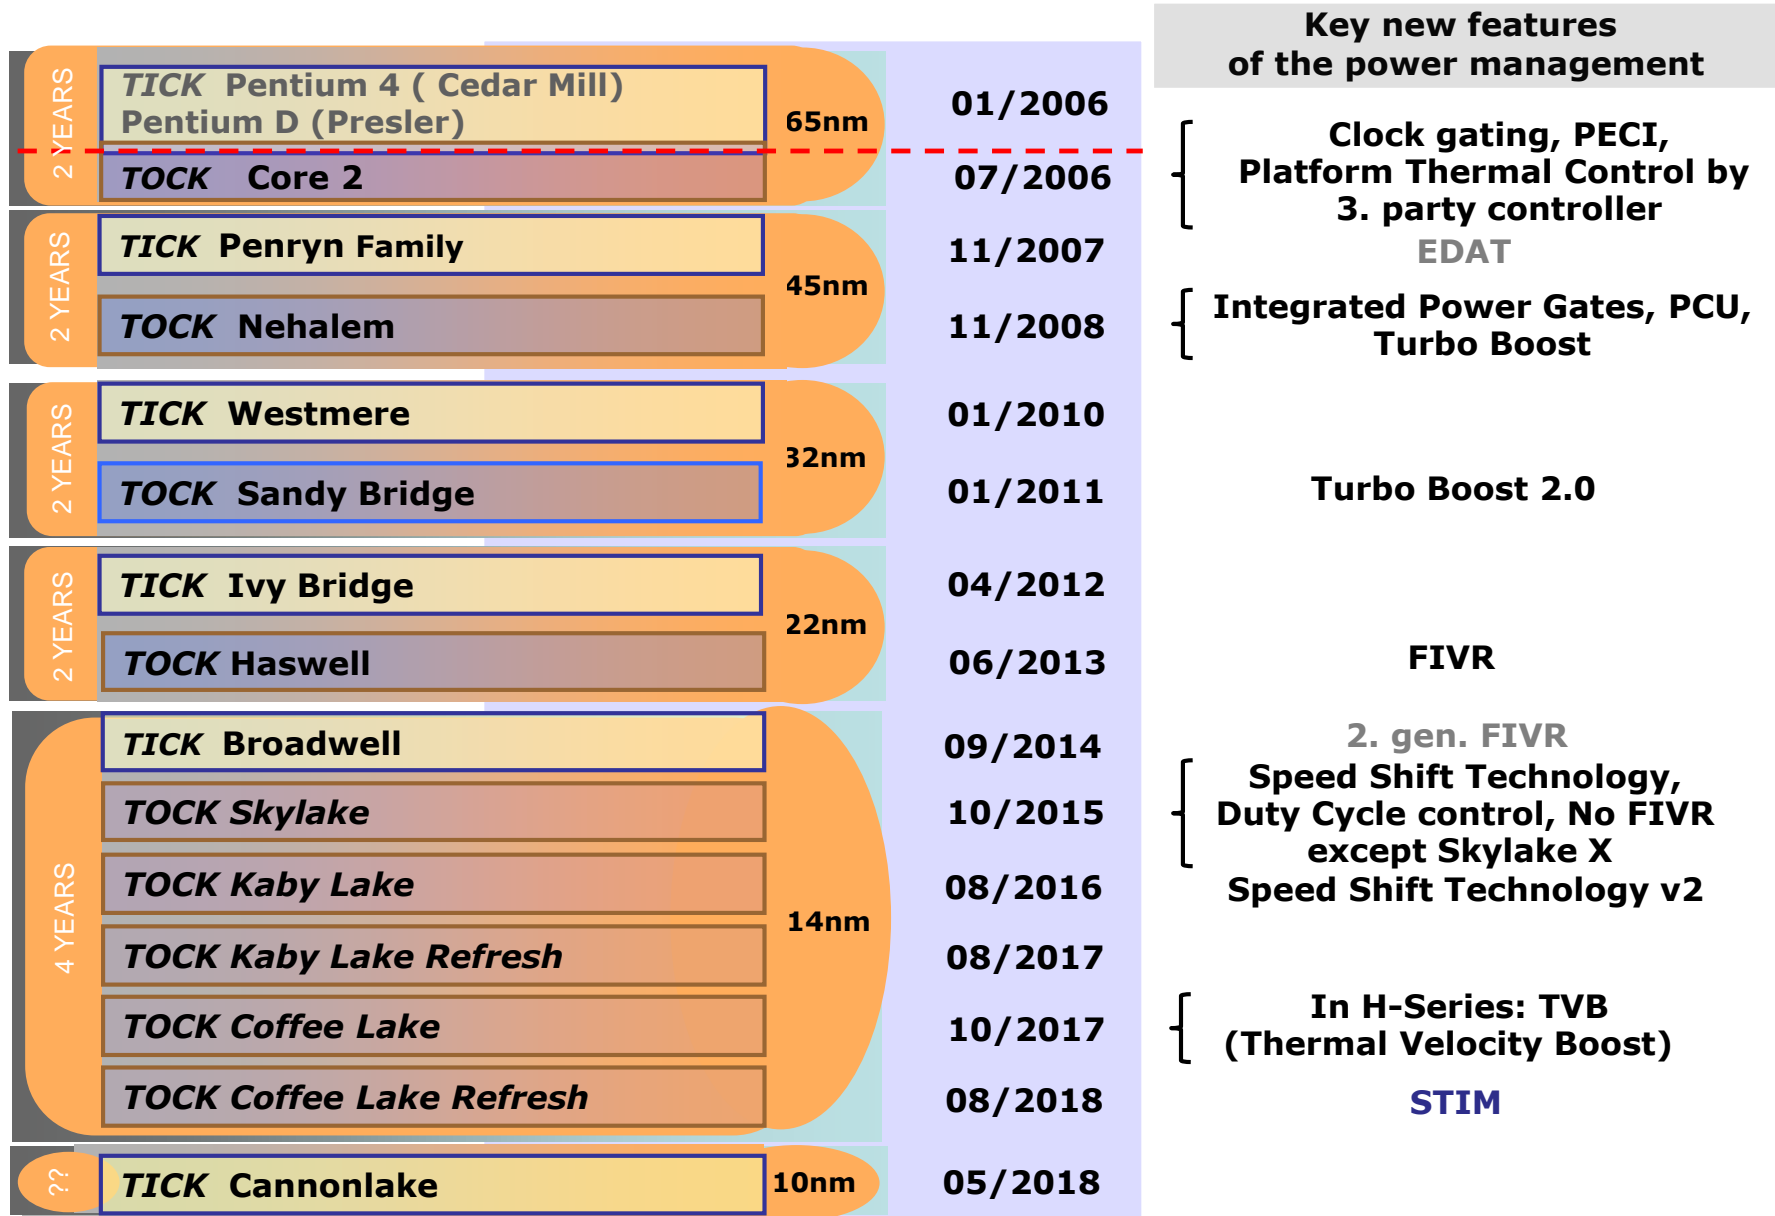 Key new features
of the power management
2 YEARS
TICK Pentium 4 ( Cedar Mill)
Pentium D (Presler)
65nm
01/2006
TOCK Core 2
07/2006
Clock gating, PECI,
Platform Thermal Control by
3. party controller
2 YEARS
TICK Penryn Family
45nm
11/2007
EDAT
TOCK Nehalem
11/2008
Integrated Power Gates, PCU,
Turbo Boost
2 YEARS
TICK Westmere
32nm
01/2010
TOCK Sandy Bridge
01/2011
Turbo Boost 2.0
2 YEARS
TICK Ivy Bridge
22nm
04/2012
TOCK Haswell
06/2013
FIVR
4 YEARS
TICK Broadwell
14nm
09/2014
2. gen. FIVR
TOCK Skylake
10/2015
Speed Shift Technology,
Duty Cycle control, No FIVR
except Skylake X
TOCK Kaby Lake
08/2016
Speed Shift Technology v2
TOCK Kaby Lake Refresh
08/2017
TOCK Coffee Lake
10/2017
In H-Series: TVB
(Thermal Velocity Boost)
TOCK Coffee Lake Refresh
08/2018
STIM
??
TICK Cannonlake
10nm
05/2018